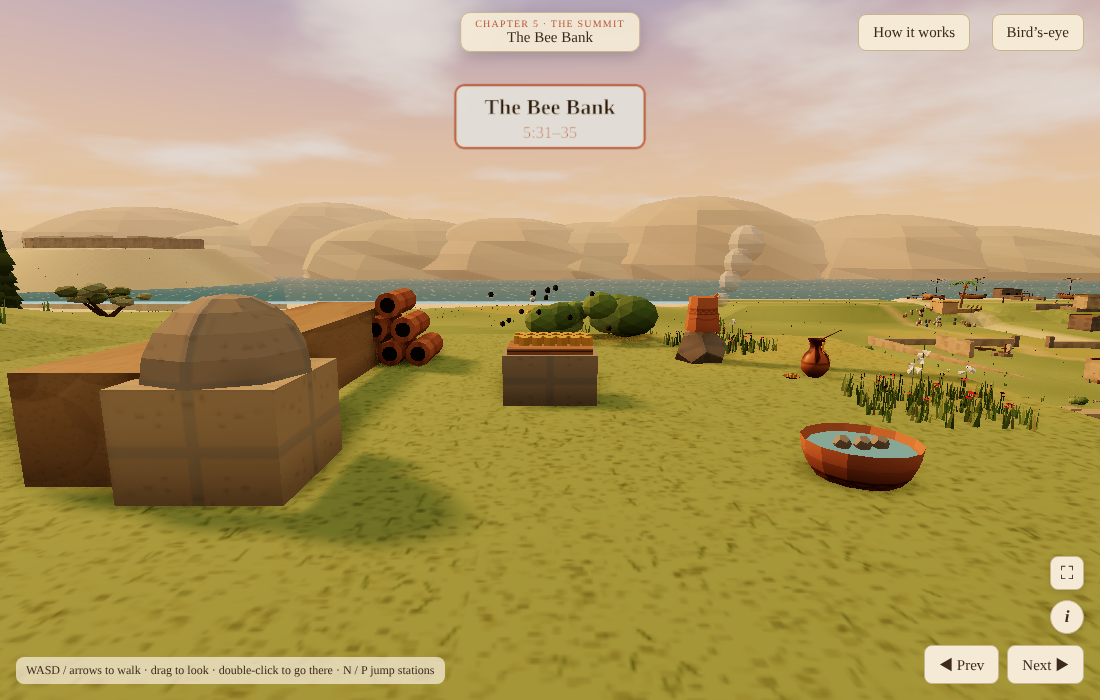 CHAPTER 5 · THE SUMMIT
The Bee Bank
How it works
Bird's-eye
The Bee Bank
5:31–35
i
WASD / arrows to walk · drag to look · double-click to go there · N / P jump stations
◀ Prev
Next ▶